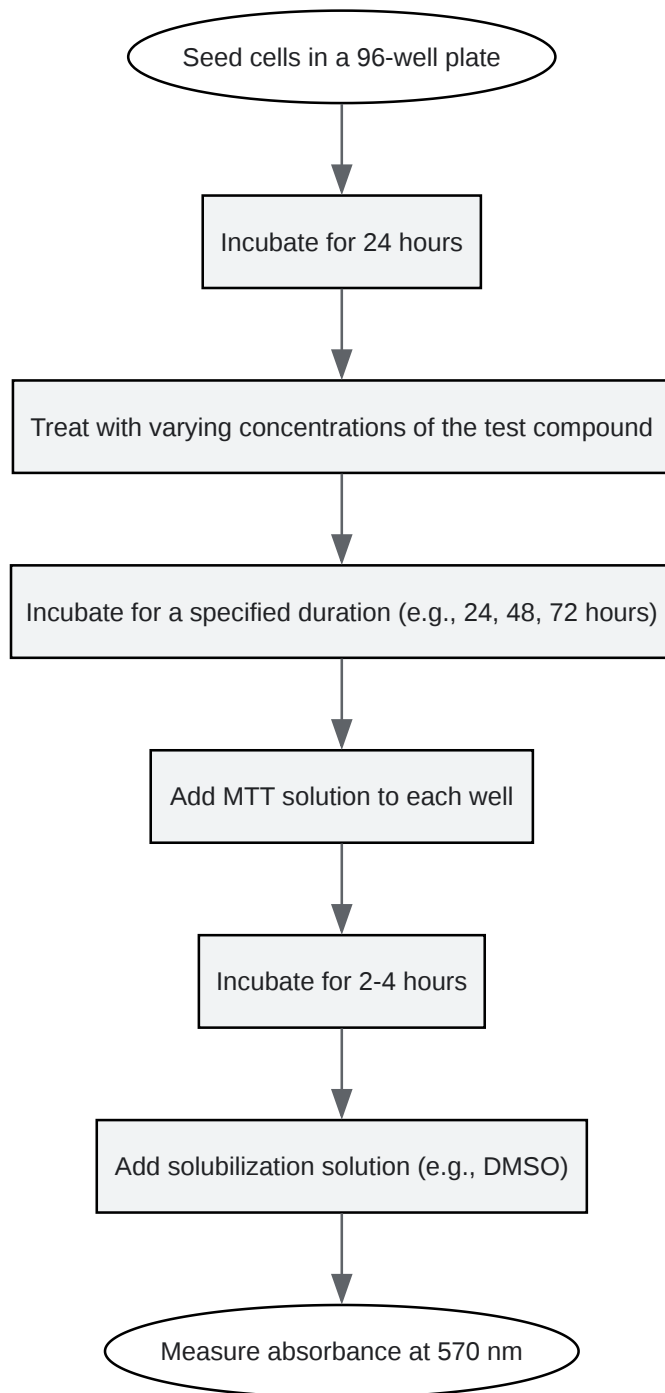 Seed cells in a 96-well plate
Incubate for 24 hours
Treat with varying concentrations of the test compound
Incubate for a specified duration (e.g., 24, 48, 72 hours)
Add MTT solution to each well
Incubate for 2-4 hours
Add solubilization solution (e.g., DMSO)
Measure absorbance at 570 nm